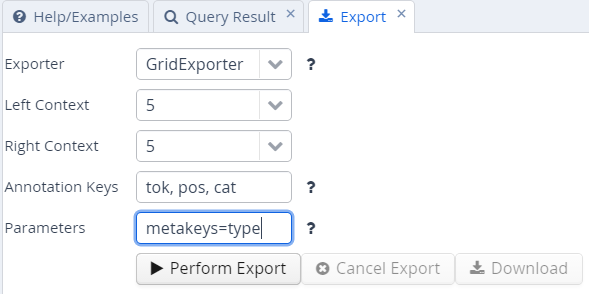 Help/Examples Query Result Export
Exporter GridExporter ?
Left Context 5
Right Context 5
Annotation Keys tok, pos, cat ?
Parameters metakeys=type ?
Perform Export Cancel Export Download